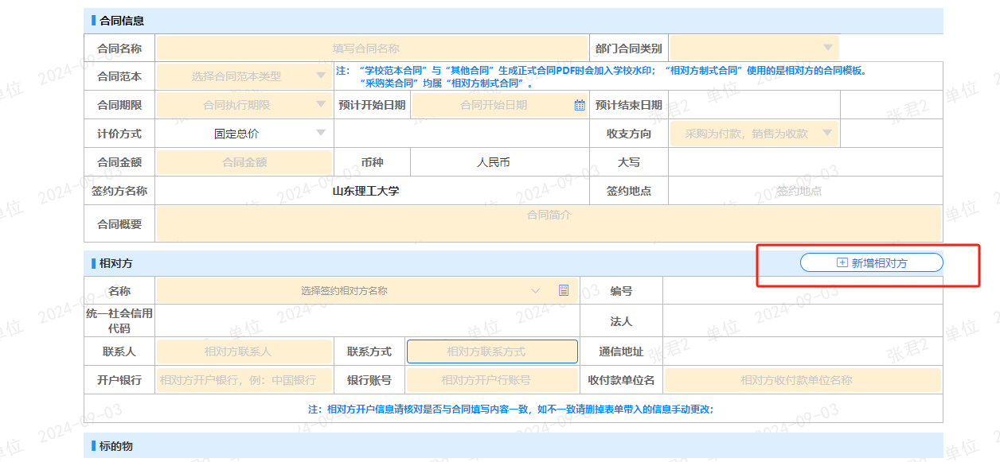 合同信息
合同名称 填写合同名称 部门合同类别
合同范本 选择合同范本类型 注：“学校范本合同”与“其他合同”生成正式合同PDF时会加入学校水印；“相对方制式合同”使用的是相对方的合同模板。
“采购类合同”均属“相对方制式合同”。
合同期限 合同执行期限 预计开始日期 合同开始日期 预计结束日期
计价方式 固定总价 收支方向 采购为付款，销售为收款
合同金额 合同金额 币种 人民币 大写
签约方名称 山东理工大学 签约地点 签约地点
合同概要 合同简介
相对方 新增相对方
名称 选择签约相对方名称 编号
统一社会信用
代码 法人
联系人 相对方联系人 联系方式 相对方联系方式 通信地址
开户银行 相对方开户银行，例：中国银行 银行账号 相对方开户行账号 收付款单位名 相对方收付款单位名称
注：相对方开户信息请核对是否与合同填写内容一致，如不一致请删掉表单带入的信息手动更改；
标的物
单位 2024-09-03
张君2 单位 2024-09-03